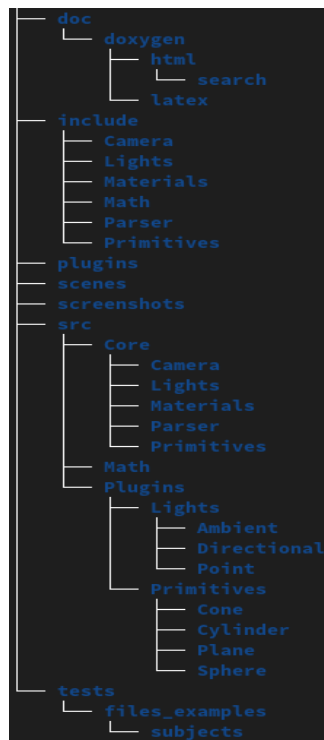 doc
doxygen
html
search
latex
include
Camera
Lights
Materials
Math
Parser
Primitives
plugins
scenes
screenshots
src
Core
Camera
Lights
Materials
Parser
Primitives
Math
Plugins
Lights
Ambient
Directional
Point
Primitives
Cone
Cylinder
Plane
Sphere
tests
files_examples
subjects